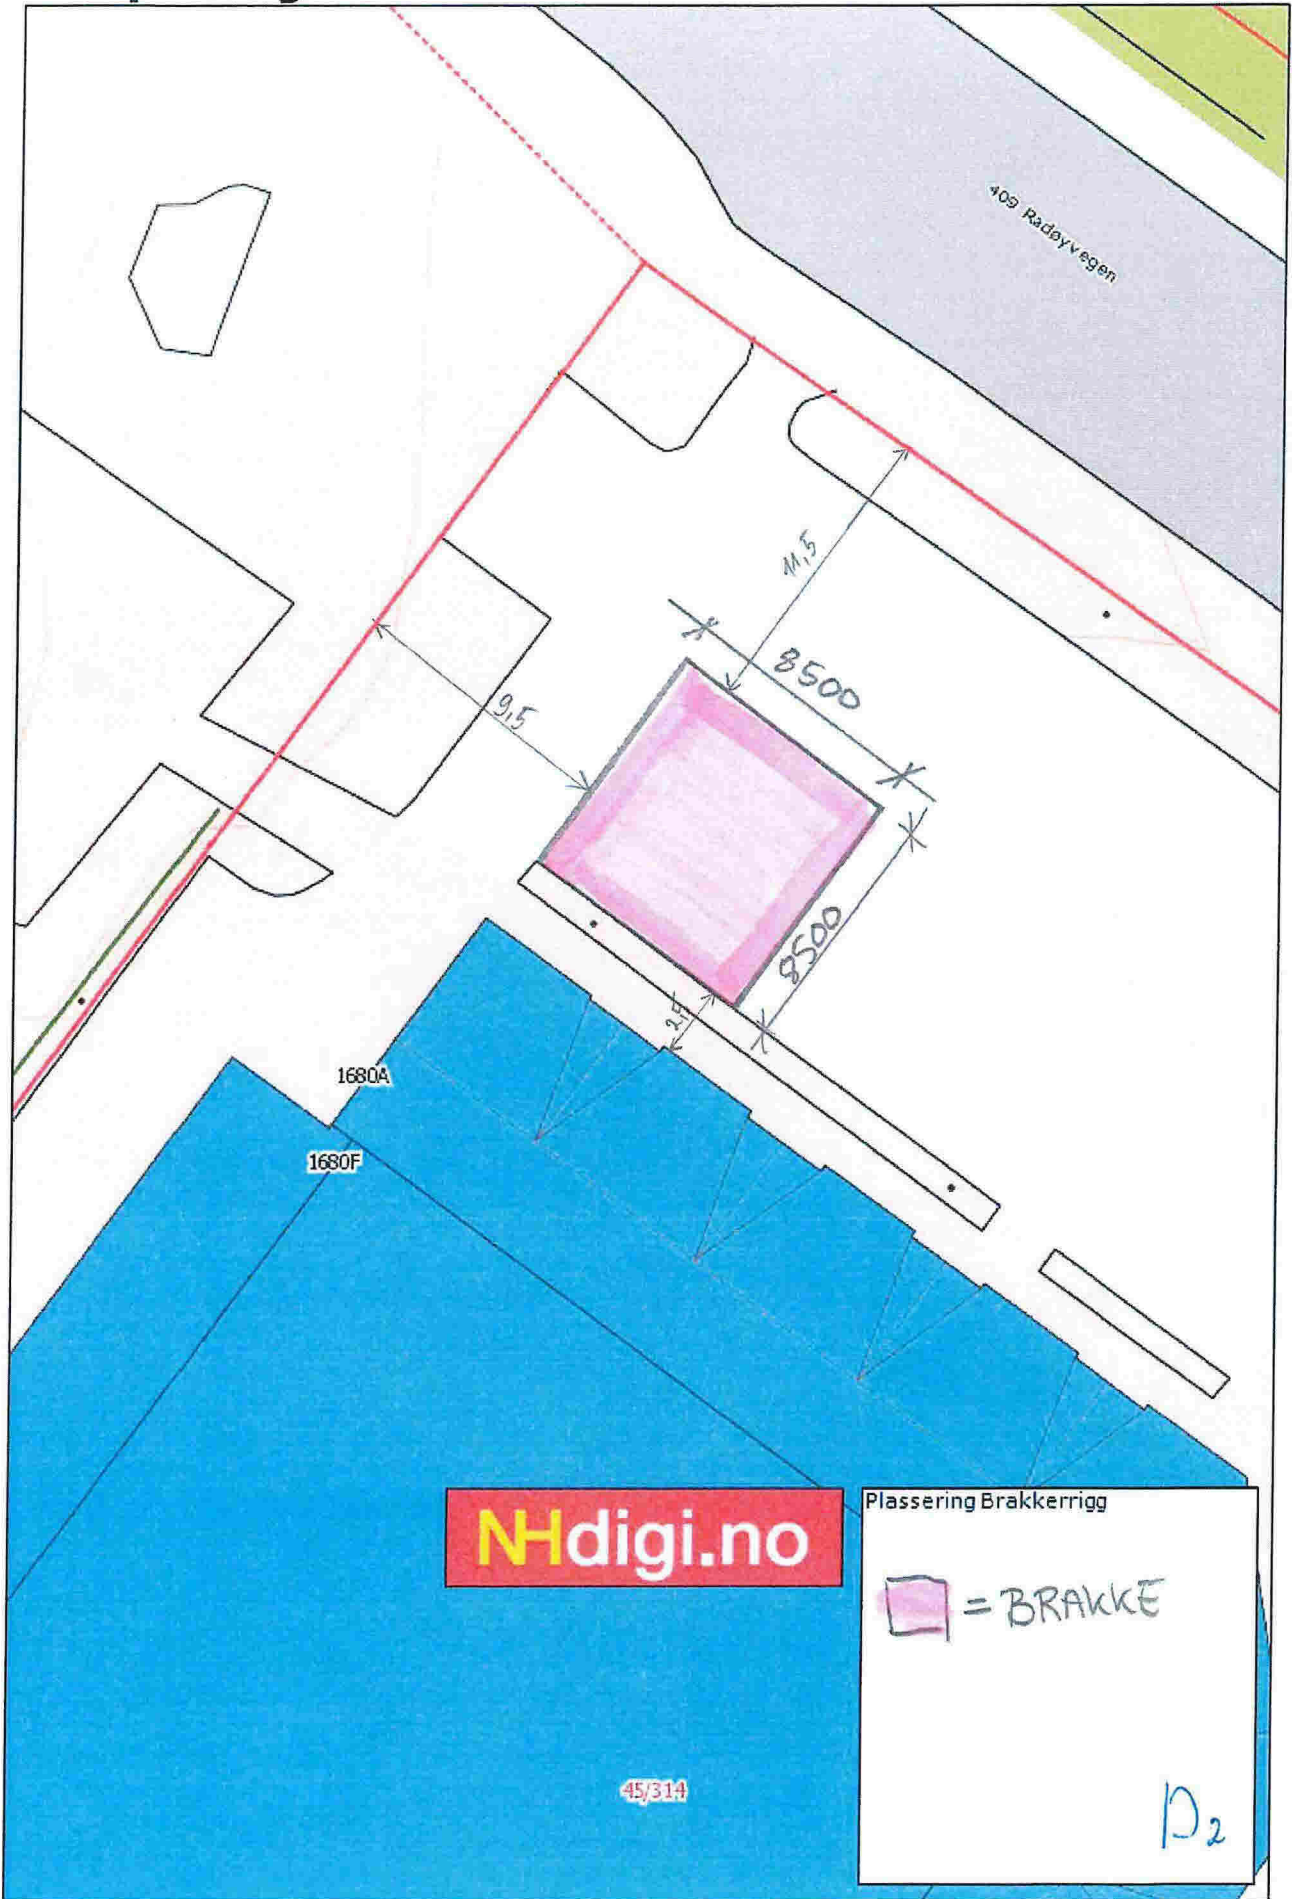 409 Radøyvegen
11,5
8500
9,5
8500
2,5
1680A
1680F
NHdigi.no
Plassering Brakkerrigg
= BRAKKE
45/314
D2